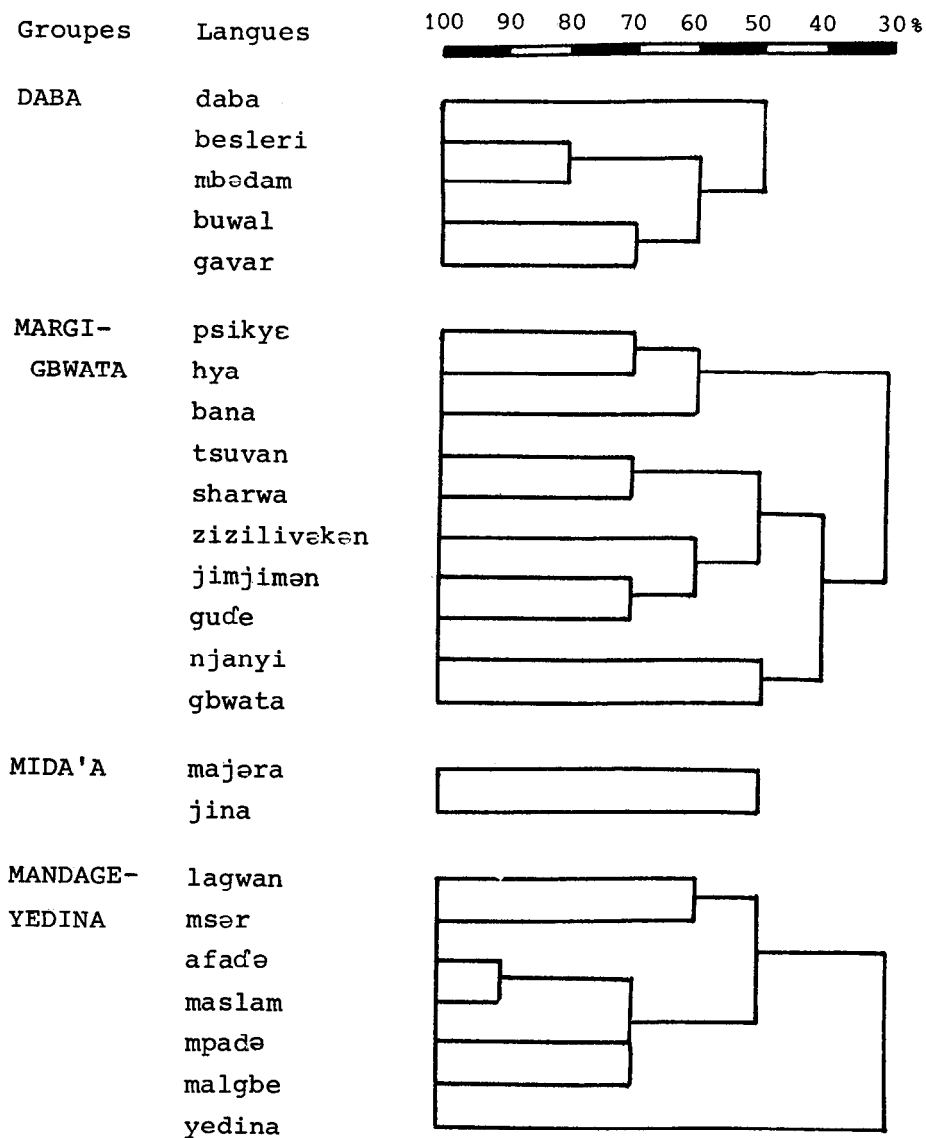 Groupes Langues 100 90 80 70 60 50 40 30%
DABA daba
besleri
mbədam
buwal
gavar
MARGI- psikyɛ
GBWATA hya
bana
tsuvan
sharwa
zizilivəkən
jimjimən
guɗe
njanyi
gbwata
MIDA'A majəra
jina
MANDAGE- lagwan
YEDINA msər
afaɗə
maslam
mpadə
malgbe
yedina